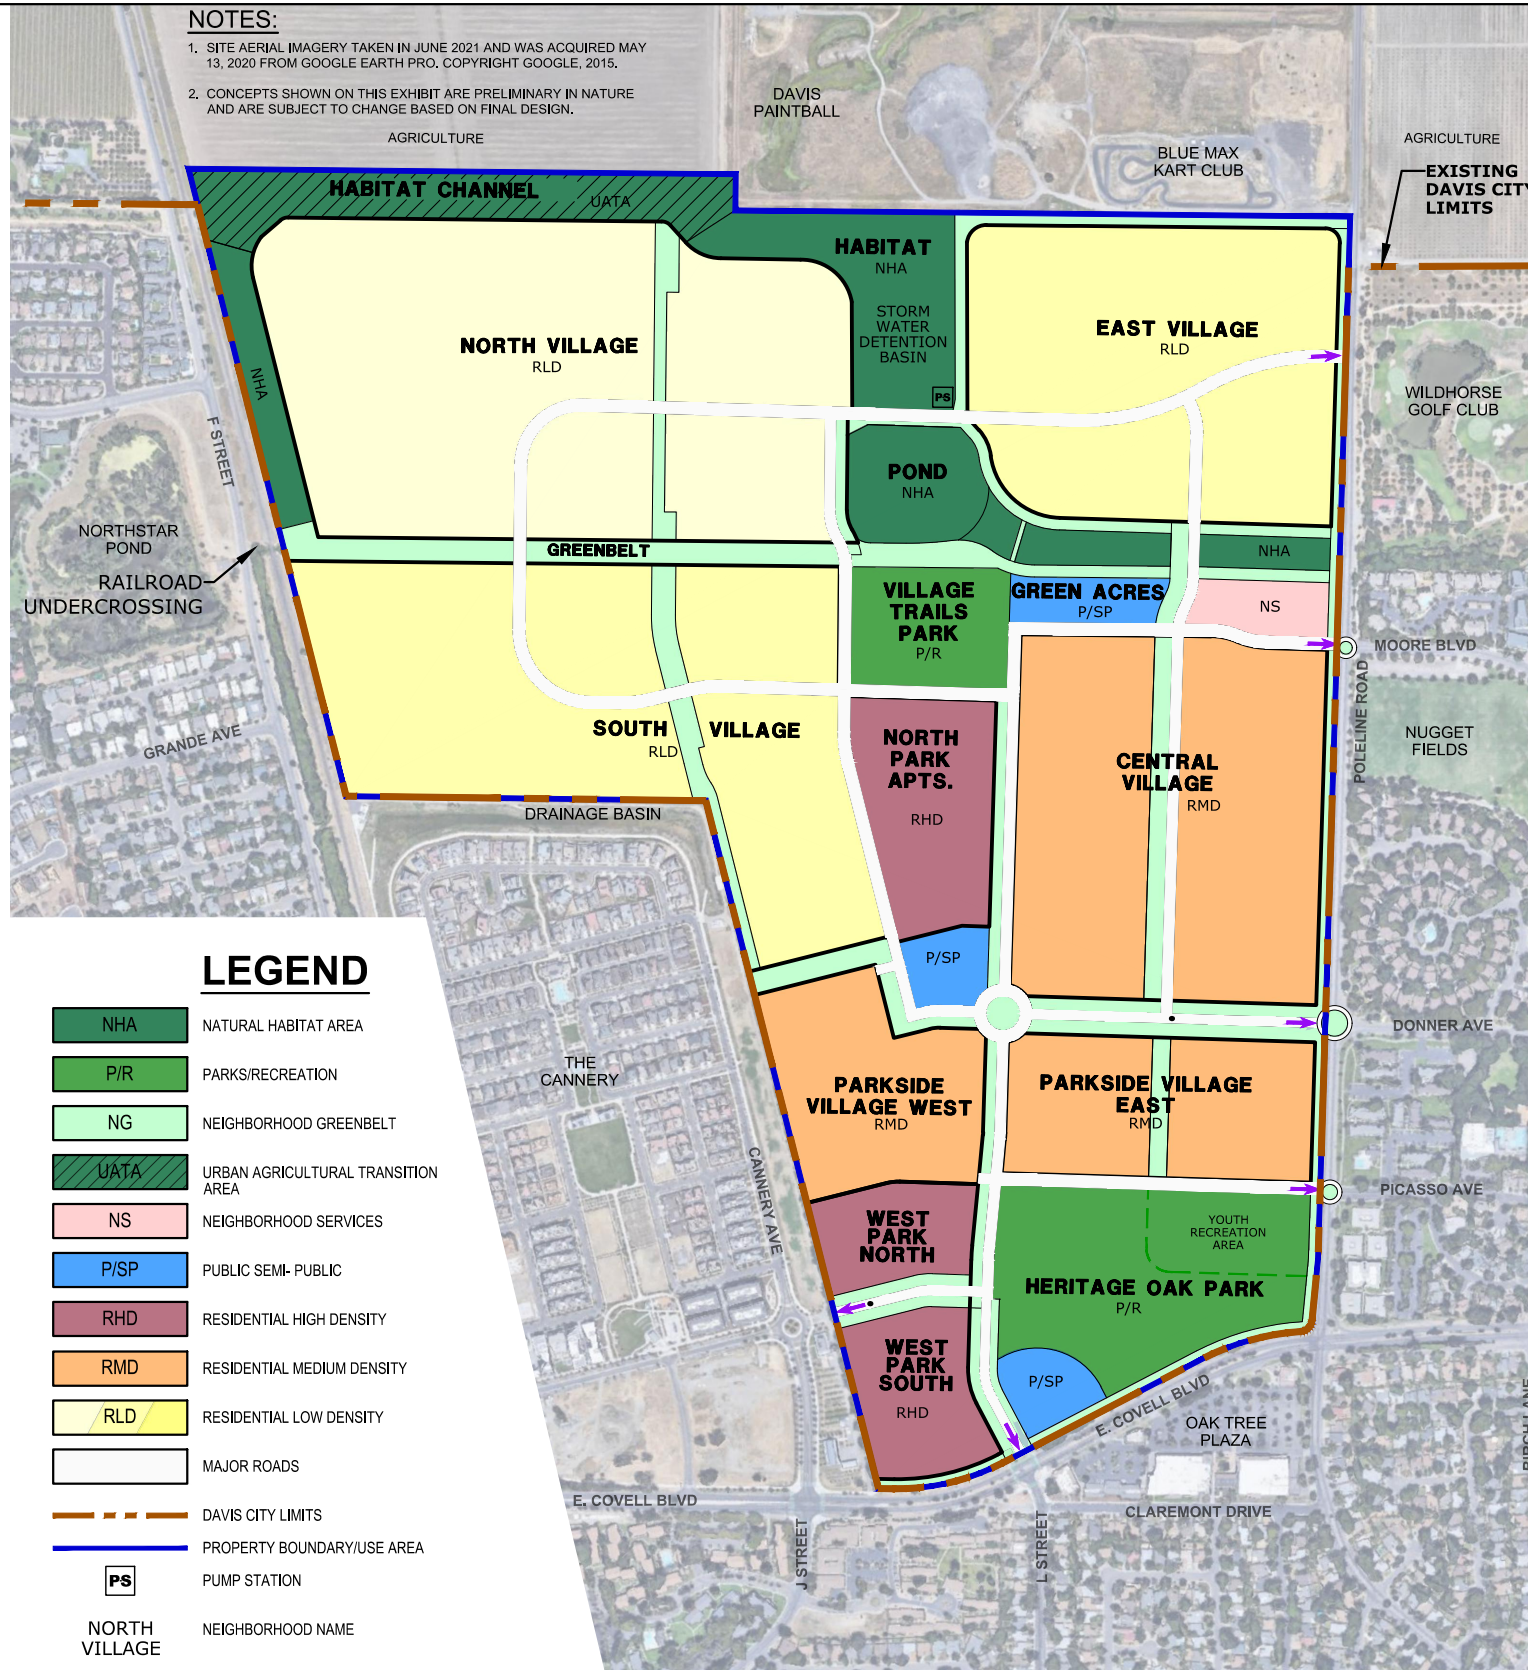 NOTES:
1. SITE AERIAL IMAGERY TAKEN IN JUNE 2021 AND WAS ACQUIRED MAY
13, 2020 FROM GOOGLE EARTH PRO. COPYRIGHT GOOGLE, 2015.
2. CONCEPTS SHOWN ON THIS EXHIBIT ARE PRELIMINARY IN NATURE
AND ARE SUBJECT TO CHANGE BASED ON FINAL DESIGN.
AGRICULTURE
DAVIS
PAINTBALL
BLUE MAX
KART CLUB
AGRICULTURE
EXISTING
DAVIS CITY
LIMITS
HABITAT CHANNEL
UATA
HABITAT
NHA
STORM
WATER
DETENTION
BASIN
PS
EAST VILLAGE
RLD
NORTH VILLAGE
RLD
NHA
F STREET
WILDHORSE
GOLF CLUB
POND
NHA
NORTHSTAR
POND
RAILROAD
UNDERCROSSING
GREENBELT
NHA
VILLAGE
TRAILS
PARK
P/R
GREEN ACRES
P/SP
NS
MOORE BLVD
POLELINE ROAD
NUGGET
FIELDS
GRANDE AVE
SOUTH VILLAGE
RLD
NORTH
PARK
APTS.
RHD
CENTRAL
VILLAGE
RMD
DRAINAGE BASIN
P/SP
DONNER AVE
THE
CANNERY
PARKSIDE
VILLAGE WEST
RMD
PARKSIDE VILLAGE
EAST
RMD
CANNERY AVE
PICASSO AVE
WEST
PARK
NORTH
YOUTH
RECREATION
AREA
HERITAGE OAK PARK
P/R
WEST
PARK
SOUTH
RHD
P/SP
E. COVELL BLVD
OAK TREE
PLAZA
BIRCH LANE
E. COVELL BLVD
CLAREMONT DRIVE
J STREET
L STREET
LEGEND
NHA NATURAL HABITAT AREA
P/R PARKS/RECREATION
NG NEIGHBORHOOD GREENBELT
UATA URBAN AGRICULTURAL TRANSITION
AREA
NS NEIGHBORHOOD SERVICES
P/SP PUBLIC SEMI- PUBLIC
RHD RESIDENTIAL HIGH DENSITY
RMD RESIDENTIAL MEDIUM DENSITY
RLD RESIDENTIAL LOW DENSITY
MAJOR ROADS
DAVIS CITY LIMITS
PROPERTY BOUNDARY/USE AREA
PS PUMP STATION
NORTH
VILLAGE NEIGHBORHOOD NAME